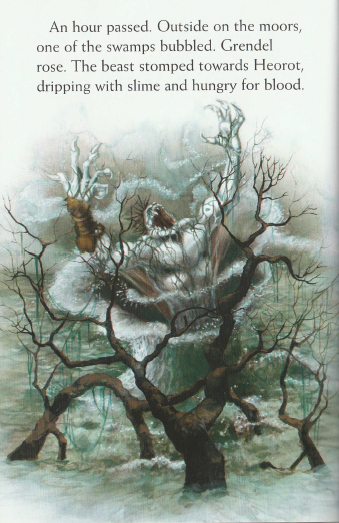 An hour passed. Outside on the moors,
one of the swamps bubbled. Grendel
rose. The beast stomped towards Heorot,
dripping with slime and hungry for blood.